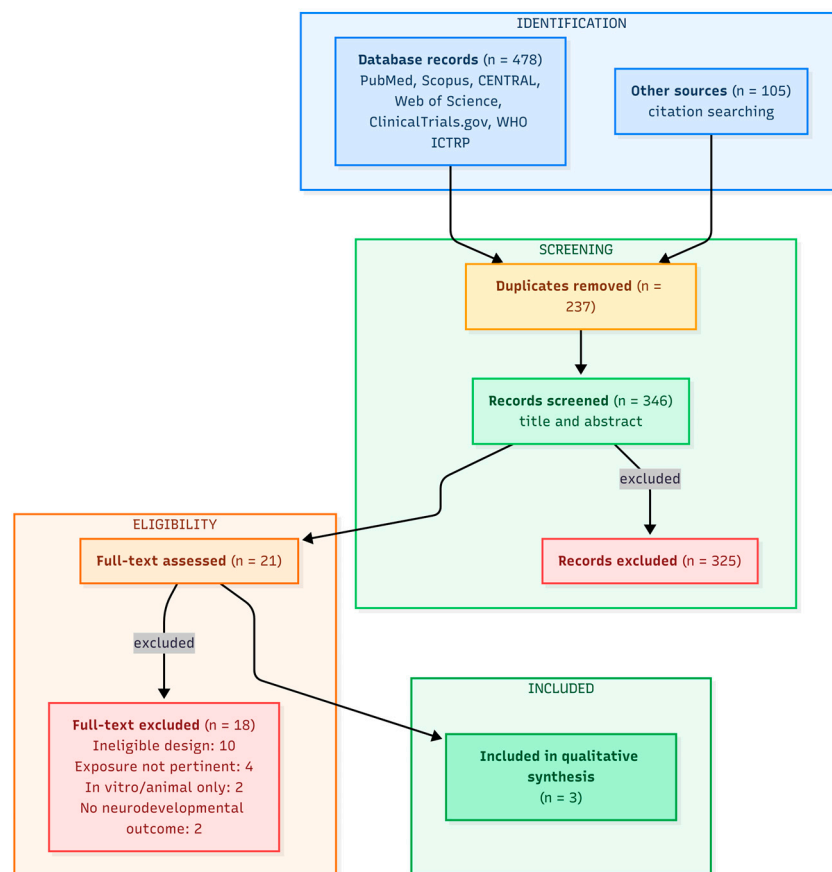 IDENTIFICATION
Database records (n = 478)
PubMed, Scopus, CENTRAL,
Web of Science,
ClinicalTrials.gov, WHO
ICTRP
Other sources (n = 105)
citation searching
SCREENING
Duplicates removed (n =
237)
Records screened (n = 346)
title and abstract
excluded
Records excluded (n = 325)
ELIGIBILITY
Full-text assessed (n = 21)
excluded
Full-text excluded (n = 18)
Ineligible design: 10
Exposure not pertinent: 4
In vitro/animal only: 2
No neurodevelopmental
outcome: 2
INCLUDED
Included in qualitative
synthesis
(n = 3)